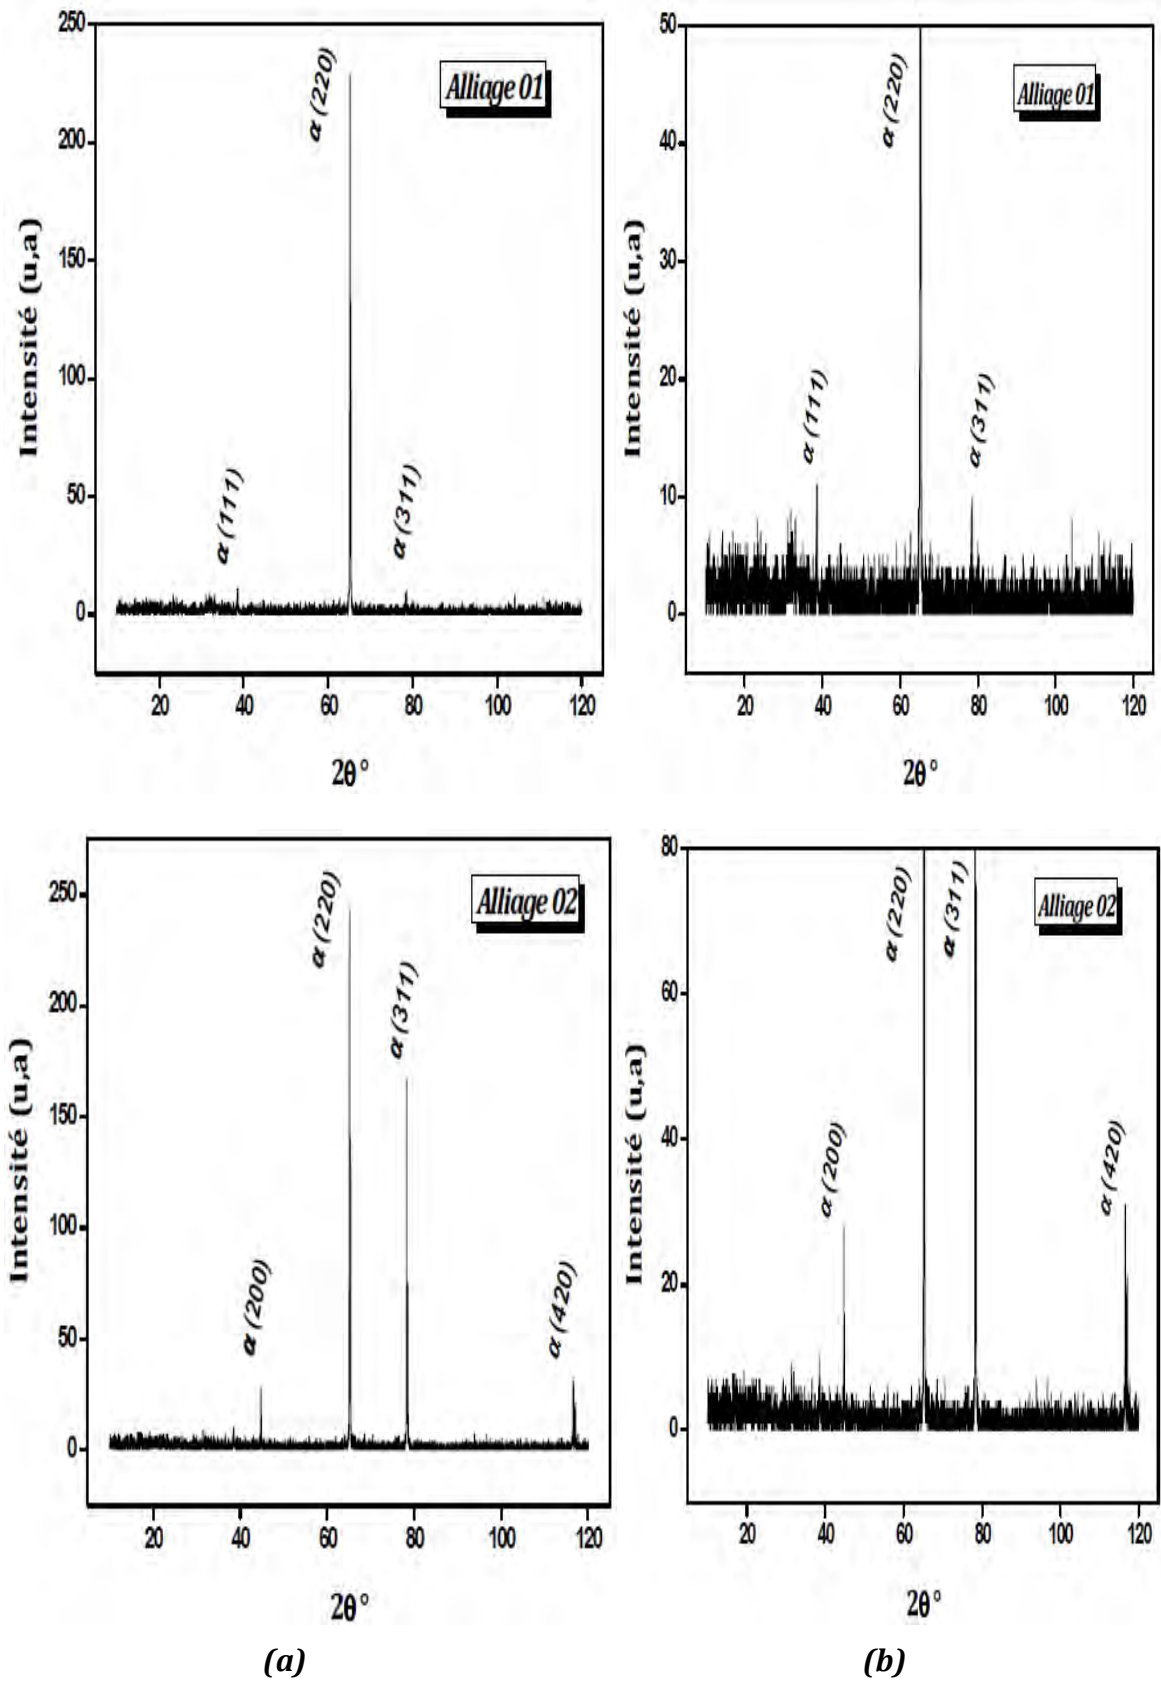 250
200
150
100
50
0
Intensité (u,a)
α (111)
α (220)
α (311)
Alliage 01
20 40 60 80 100 120
2θ°
50
40
30
20
10
0
Intensité (u,a)
α (111)
α (220)
α (311)
Alliage 01
20 40 60 80 100 120
2θ°
250
200
150
100
50
0
Intensité (u,a)
α (200)
α (220)
α (311)
α (420)
Alliage 02
20 40 60 80 100 120
2θ°
(a)
80
60
40
20
0
Intensité (u,a)
α (200)
α (220)
α (311)
α (420)
Alliage 02
20 40 60 80 100 120
2θ°
(b)